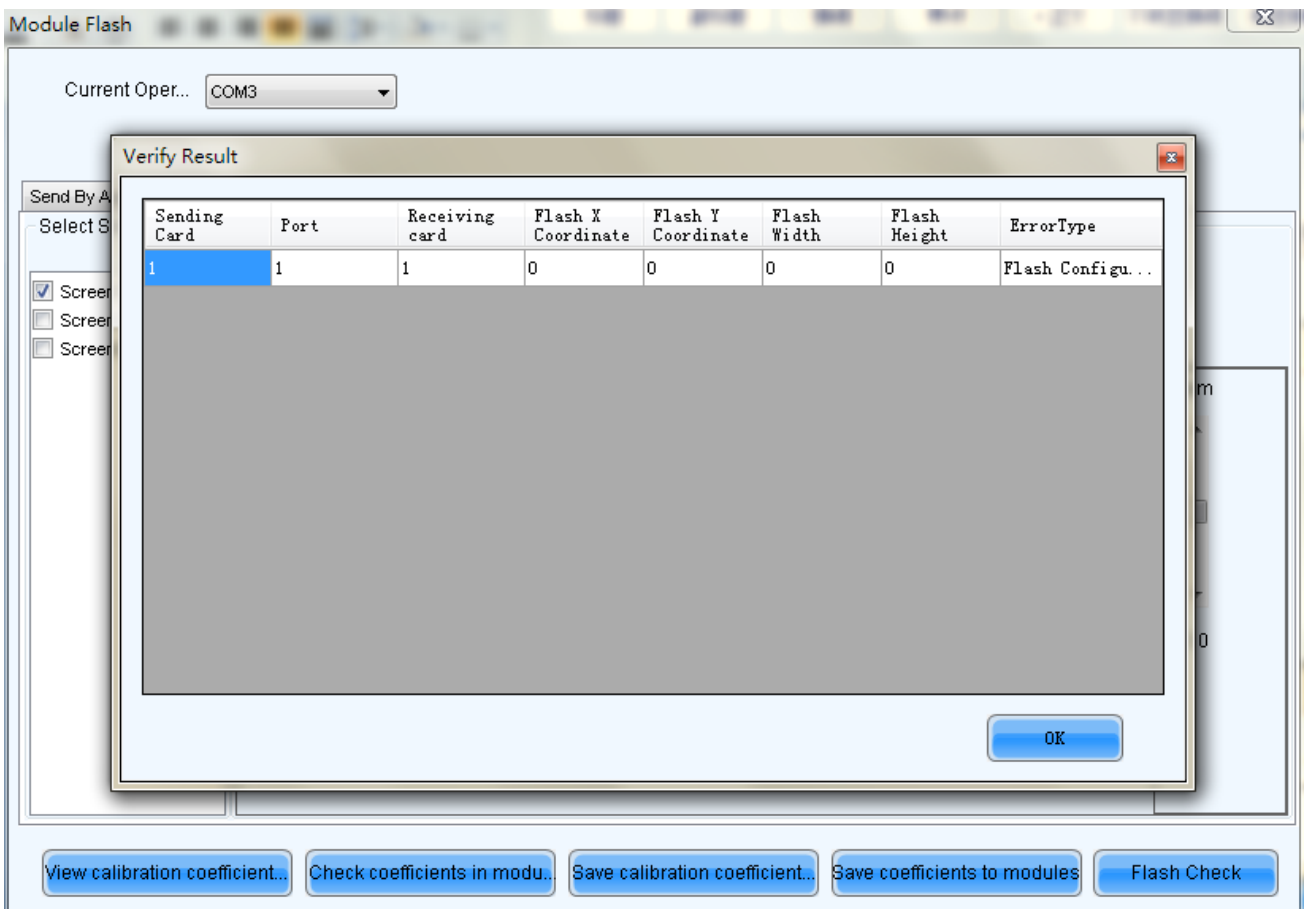 Module Flash
Current Oper...
COM3
Verify Result
Send By A
Select S
Sending Card
Port
Receiving card
Flash X Coordinate
Flash Y Coordinate
Flash Width
Flash Height
ErrorType
1
1
1
0
0
0
0
Flash Configu...
Screen
Screen
Screen
m
0
OK
View calibration coefficient...
Check coefficients in modu...
Save calibration coefficient...
Save coefficients to modules
Flash Check